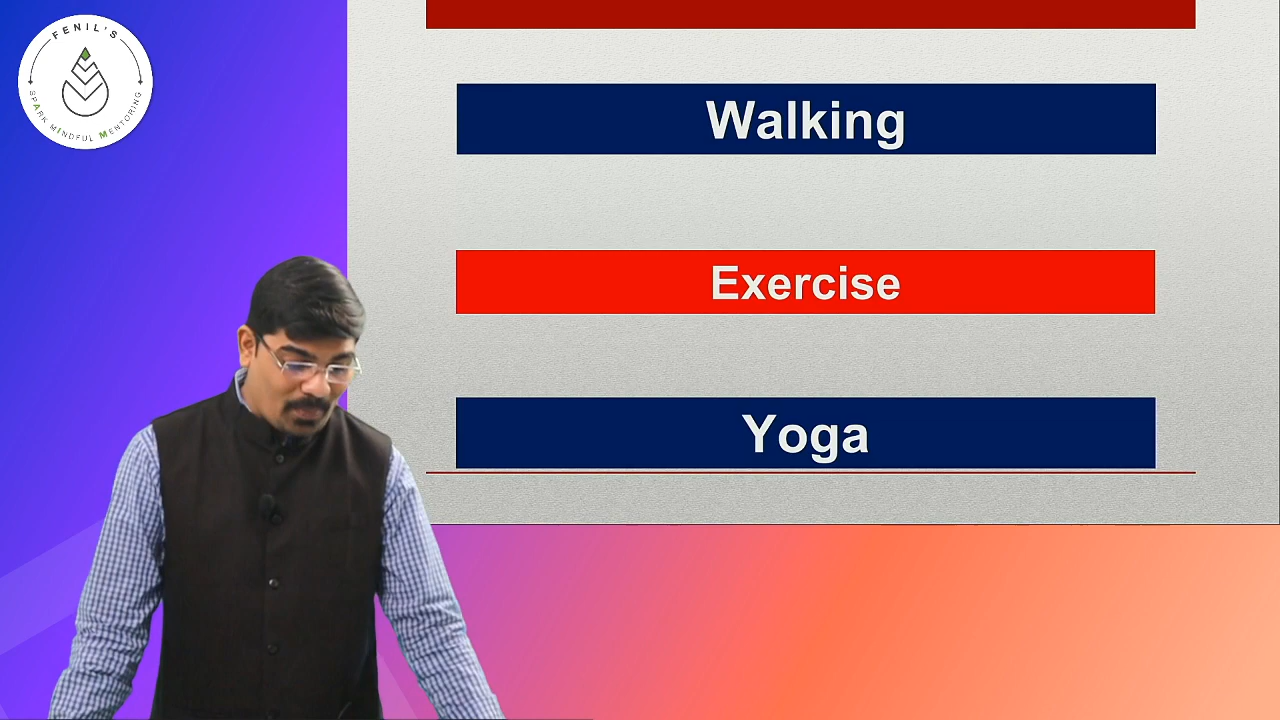 FENIL'S
SPARK MINDFUL MENTORING
Walking
Exercise
Yoga